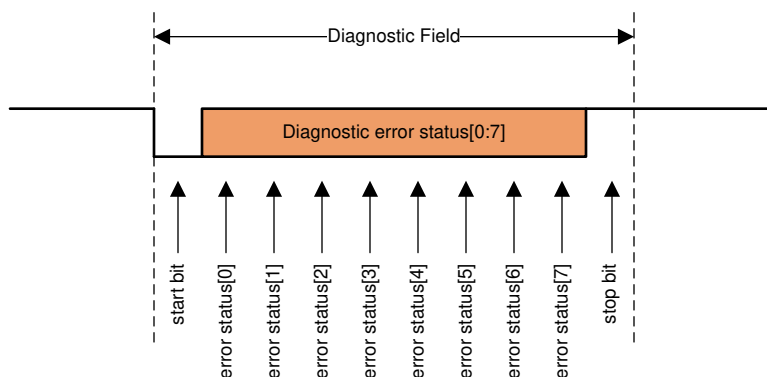 Diagnostic Field
Diagnostic error status[0:7]
start bit
error status[0]
error status[1]
error status[2]
error status[3]
error status[4]
error status[5]
error status[6]
error status[7]
stop bit